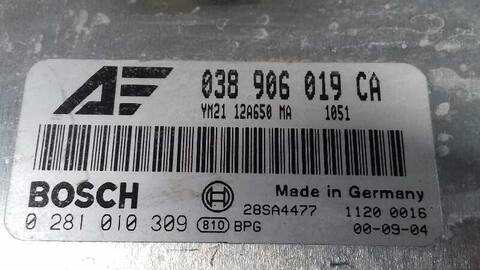 AF 038 906 019 CA
YM21 12A650 MA 1051
BOSCH Made in Germany
28SA4477 1120 0016
0 281 010 309 810 BPG 00-09-04